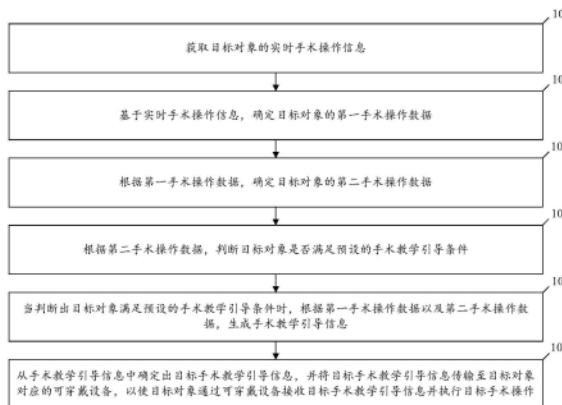 10
获取目标对象的实时手术操作信息
10
基于实时手术操作信息，确定目标对象的第一手术操作数据
10
根据第一手术操作数据，确定目标对象的第二手术操作数据
10
根据第二手术操作数据，判断目标对象是否满足预设的手术教学引导条件
10
当判断出目标对象满足预设的手术教学引导条件时，根据第一手术操作数据以及第二手术操作数
据，生成手术教学引导信息
10
从手术教学引导信息中确定出目标手术教学引导信息，并将目标手术教学引导信息传输至目标对象
对应的可穿戴设备，以使目标对象通过可穿戴设备接收目标手术教学引导信息并执行目标手术操作